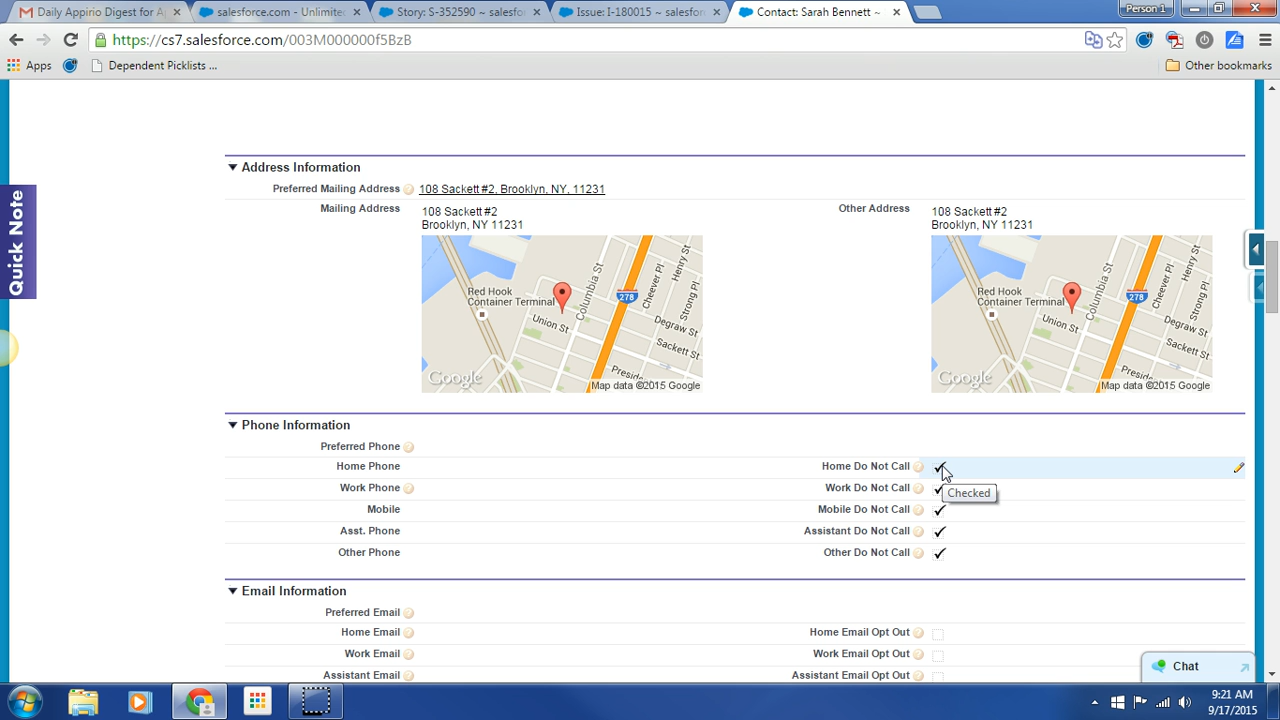 Daily Appirio Digest for A
salesforce.com - Unlimite
Story: S-352590 ~ salesfo
Issue: I-180015 ~ salesfor
Contact: Sarah Bennett ~
Person 1
https://cs7.salesforce.com/003M000000f5BzB
Apps
Dependent Picklists ...
Other bookmarks
Quick Note
Address Information
Preferred Mailing Address ? 108 Sackett #2, Brooklyn, NY, 11231
Mailing Address 108 Sackett #2
Brooklyn, NY 11231
Other Address 108 Sackett #2
Brooklyn, NY 11231
Red Hook
Container Terminal
Columbia St
278
Cheever Pl
Henry St
Strong Pl
Union St
Degraw St
Sackett St
Preside
Google
Map data ©2015 Google
Red Hook
Container Terminal
Columbia St
278
Cheever Pl
Henry St
Strong Pl
Union St
Degraw St
Sackett St
Preside
Google
Map data ©2015 Google
Phone Information
Preferred Phone ?
Home Phone Home Do Not Call ?
Checked
Work Phone ? Work Do Not Call ?
Mobile Mobile Do Not Call ?
Asst. Phone Assistant Do Not Call ?
Other Phone Other Do Not Call ?
Email Information
Preferred Email ?
Home Email ? Home Email Opt Out ?
Work Email ? Work Email Opt Out ?
Assistant Email ? Assistant Email Opt Out ?
Chat
9:21 AM
9/17/2015